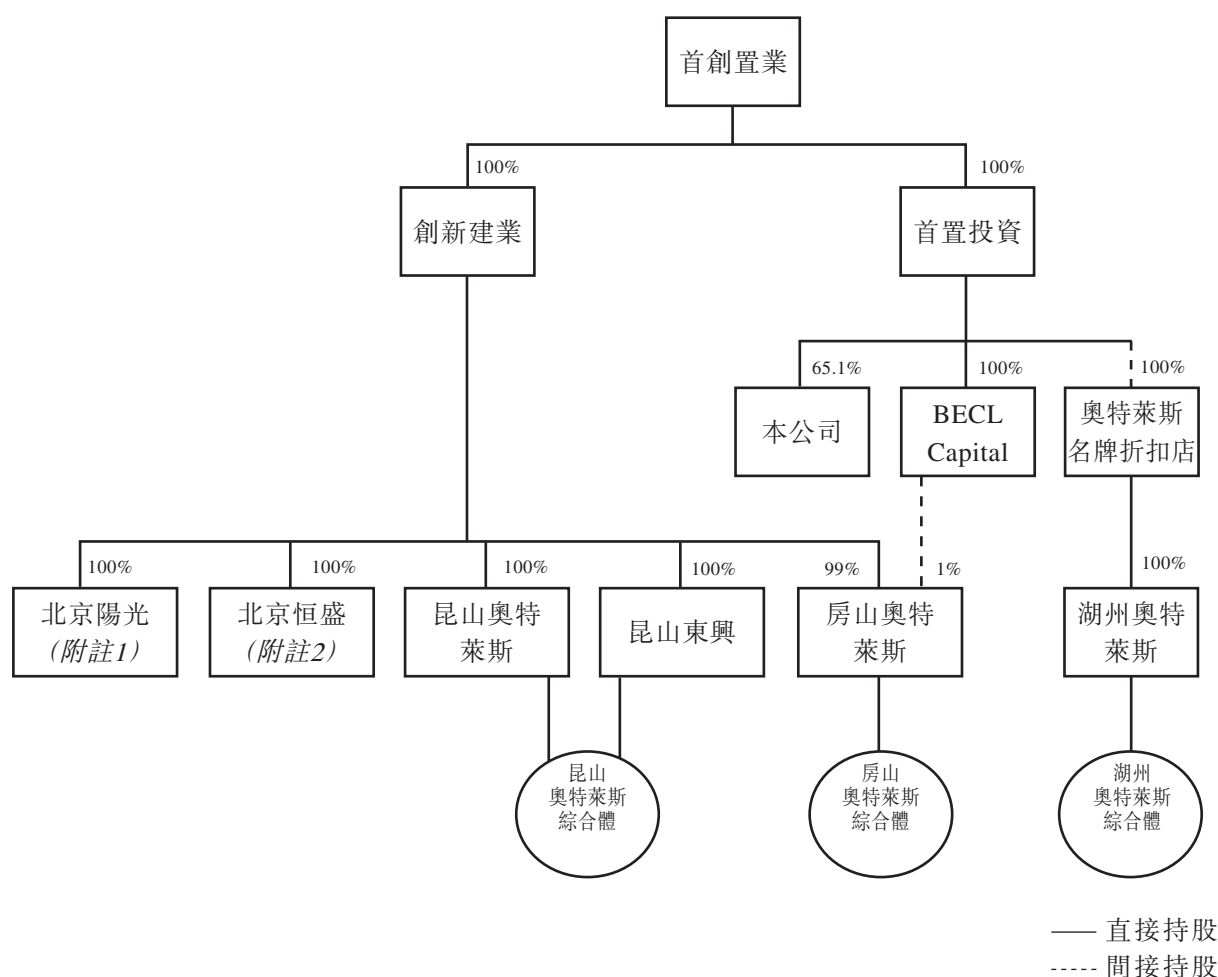 首創置業
100%
100%
創新建業
首置投資
65.1%
100%
100%
本公司
BECL
Capital
奧特萊斯
名牌折扣店
100%
100%
100%
100%
99%
1%
100%
北京陽光
(附註1)
北京恒盛
(附註2)
昆山奧特
萊斯
昆山東興
房山奧特
萊斯
湖州奧特
萊斯
昆山
奧特萊斯
綜合體
房山
奧特萊斯
綜合體
湖州
奧特萊斯
綜合體
直接持股
間接持股